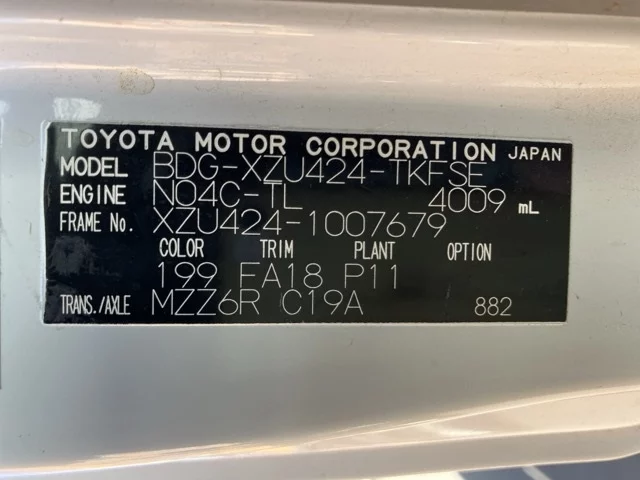 TOYOTA MOTOR CORPORATION JAPAN
MODEL BDG-XZU424-TKFSE
ENGINE N04C-TL 4009 mL
FRAME No. XZU424-1007679
COLOR TRIM PLANT OPTION
199 FA18 P11
TRANS./AXLE MZZ6R C19A 882